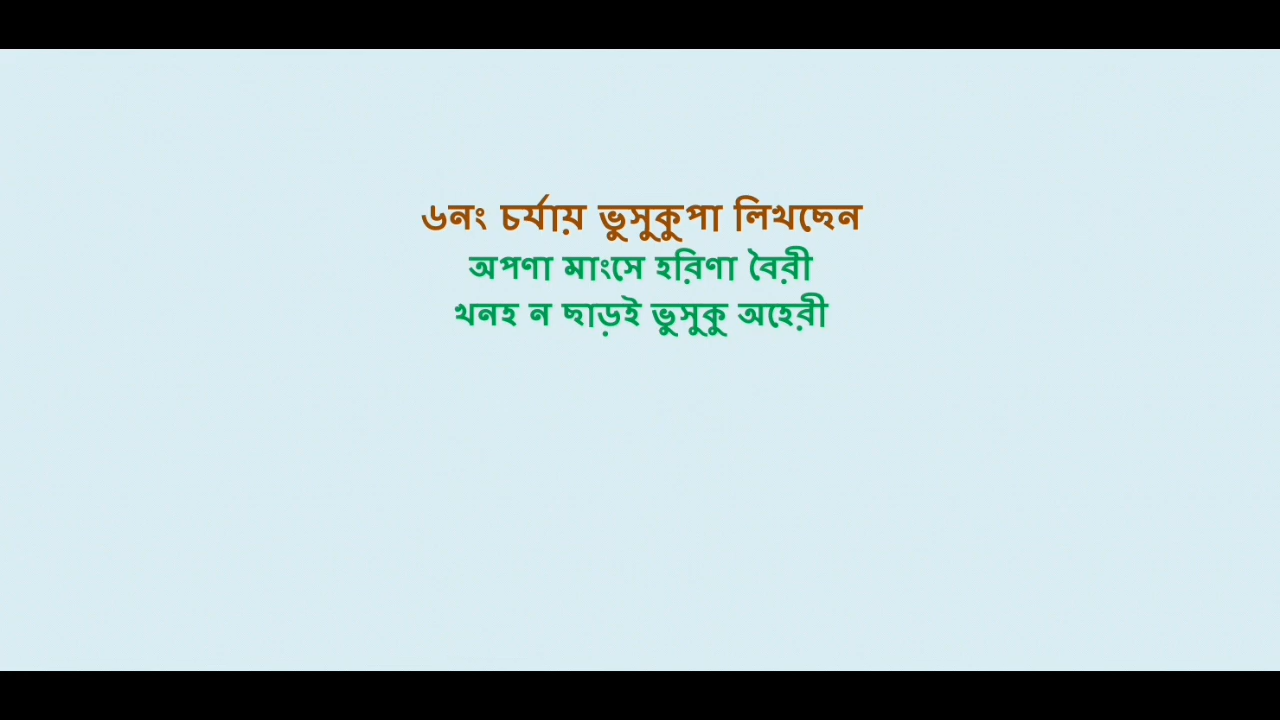 ৬নং চর্যায় ভুসুকুপা লিখছেন
অপণা মাংসে হরিণা বৈরী
খনহ ন ছাড়ই ভুসুকু অহেরী